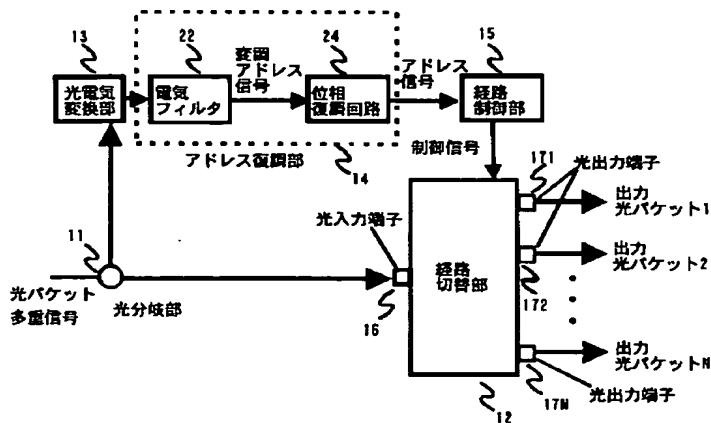 13
22
24
15
光電気
変換部
電気
フィルタ
変調
アドレス
信号
位相
復調回路
アドレス
信号
経路
制御部
アドレス復調部
14
制御信号
171
光出力端子
出力
光パケット1
11
光入力端子
経路
切替部
出力
光パケット2
172
光パケット
多重信号
光分岐部
16
出力
光パケットN
17N
光出力端子
12